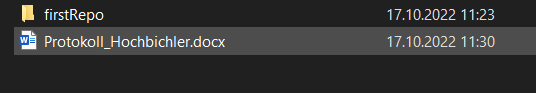 firstRepo 17.10.2022 11:23
Protokoll_Hochbichler.docx 17.10.2022 11:30